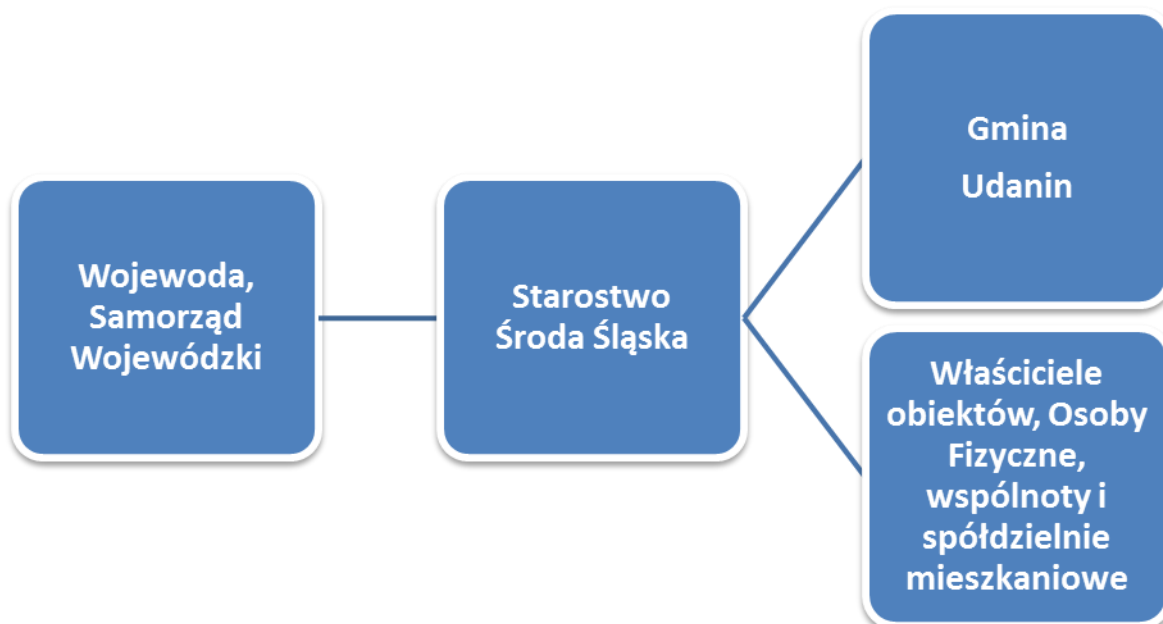 Wojewoda,
Samorząd
Wojewódzki
Starostwo
Środa Śląska
Gmina
Udanin
Właściciele
obiektów, Osoby
Fizyczne,
wspólnoty i
spółdzielnie
mieszkaniowe